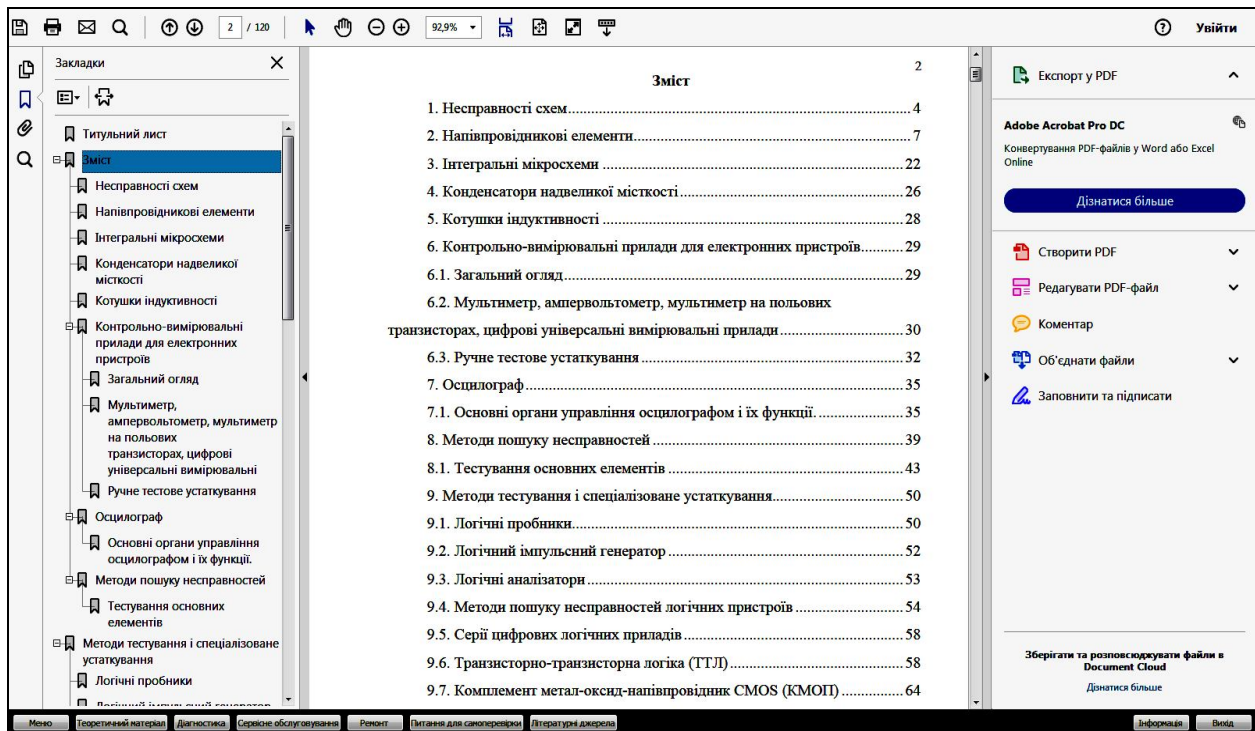 2 / 120
92,9%
Увійти
Закладки
Титульний лист
Зміст
Несправності схем
Напівпровідникові елементи
Інтегральні мікросхеми
Конденсатори надвеликої
місткості
Котушки індуктивності
Контрольно-вимірювальні
прилади для електронних
пристроїв
Загальний огляд
Мультиметр,
ампервольтометр, мультиметр
на польових
транзисторах, цифрові
універсальні вимірювальні
Ручне тестове устаткування
Осцилограф
Основні органи управління
осцилографом і їх функції.
Методи пошуку несправностей
Тестування основних
елементів
Методи тестування і спеціалізоване
устаткування
Логічні пробники
Логічний імпульсний генератор
2
Зміст
1. Несправності схем 4
2. Напівпровідникові елементи 7
3. Інтегральні мікросхеми 22
4. Конденсатори надвеликої місткості 26
5. Котушки індуктивності 28
6. Контрольно-вимірювальні прилади для електронних пристроїв 29
6.1. Загальний огляд 29
6.2. Мультиметр, ампервольтометр, мультиметр на польових
транзисторах, цифрові універсальні вимірювальні прилади 30
6.3. Ручне тестове устаткування 32
7. Осцилограф 35
7.1. Основні органи управління осцилографом і їх функції. 35
8. Методи пошуку несправностей 39
8.1. Тестування основних елементів 43
9. Методи тестування і спеціалізоване устаткування 50
9.1. Логічні пробники 50
9.2. Логічний імпульсний генератор 52
9.3. Логічні аналізатори 53
9.4. Методи пошуку несправностей логічних пристроїв 54
9.5. Серії цифрових логічних приладів 58
9.6. Транзисторно-транзисторна логіка (ТТЛ) 58
9.7. Комплемент метал-оксид-напівпровідник CMOS (КМОП) 64
Експорт у PDF
Adobe Acrobat Pro DC
Конвертування PDF-файлів у Word або Excel
Online
Дізнатися більше
Створити PDF
Редагувати PDF-файл
Коментар
Об'єднати файли
Заповнити та підписати
Зберігати та розповсюджувати файли в
Document Cloud
Дізнатися більше
Меню Теоретичний матеріал Діагностика Сервісне обслуговування Ремонт Питання для самоперевірки Літературні джерела Інформація Вихід